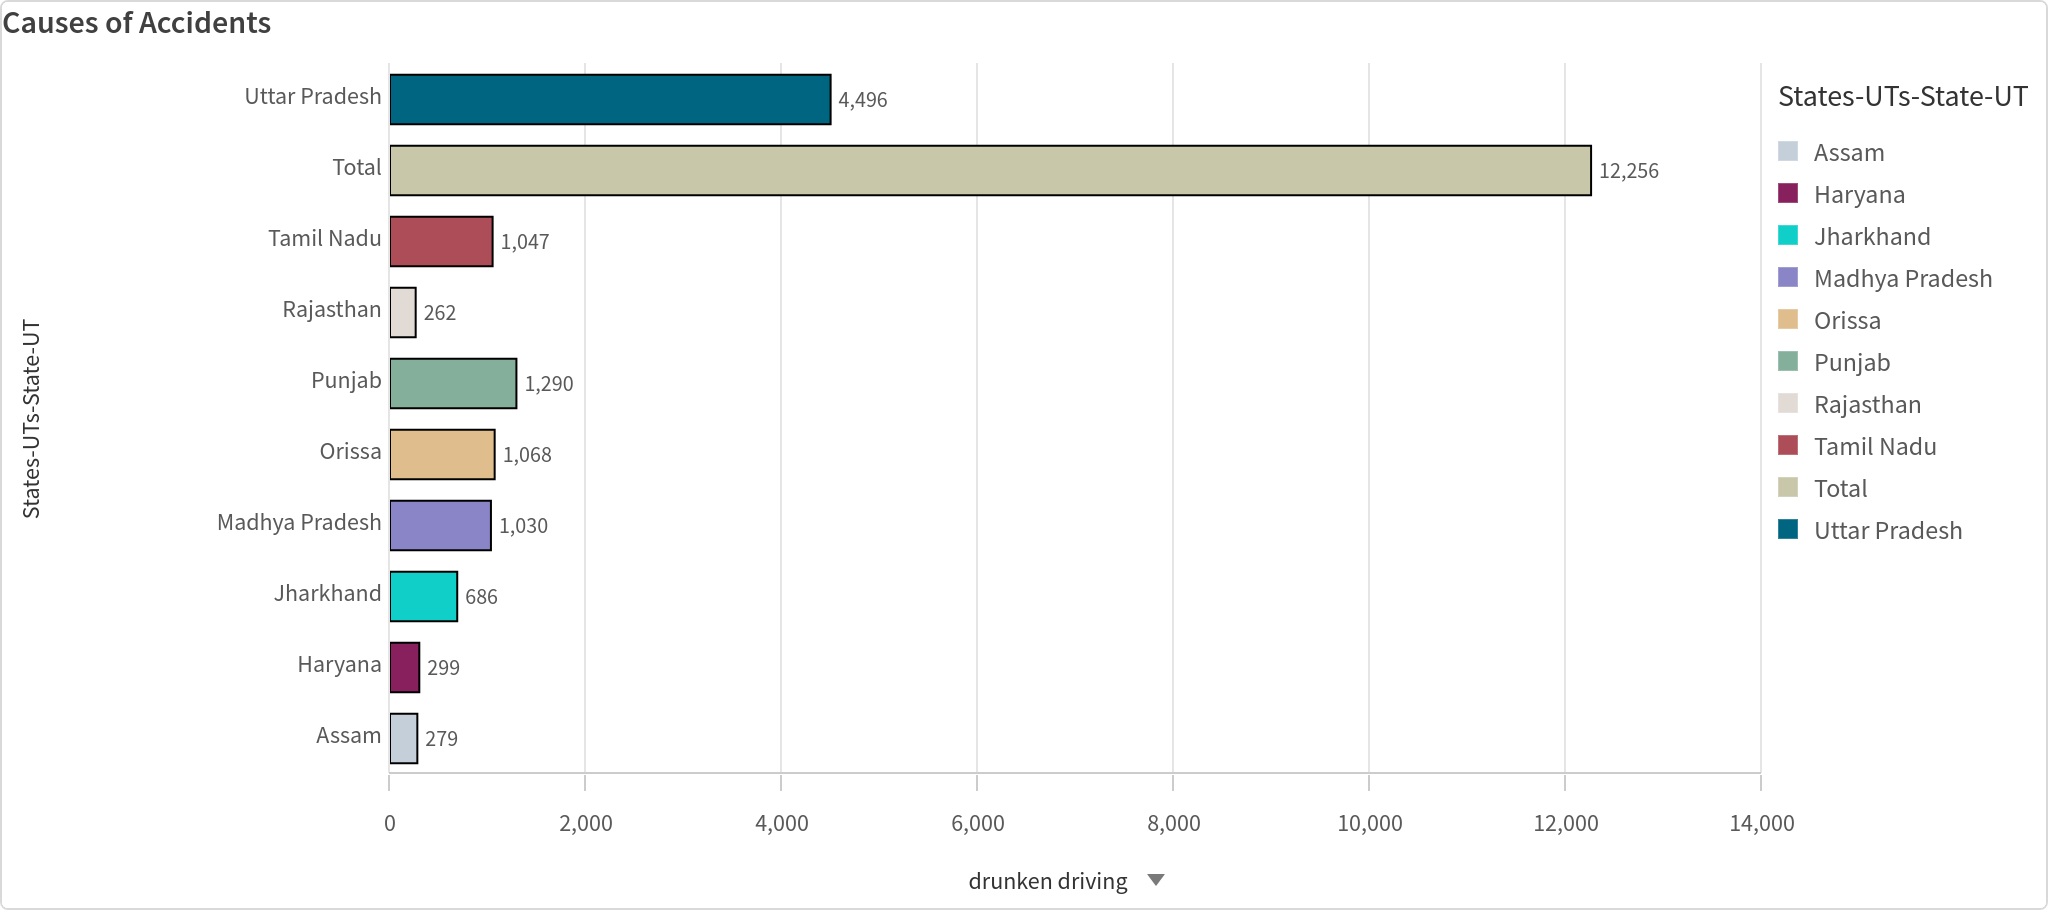 Causes of Accidents
States-UTs-State-UT
Uttar Pradesh 4,496
Total 12,256
Tamil Nadu 1,047
Rajasthan 262
Punjab 1,290
Orissa 1,068
Madhya Pradesh 1,030
Jharkhand 686
Haryana 299
Assam 279
0 2,000 4,000 6,000 8,000 10,000 12,000 14,000
drunken driving
States-UTs-State-UT
Assam
Haryana
Jharkhand
Madhya Pradesh
Orissa
Punjab
Rajasthan
Tamil Nadu
Total
Uttar Pradesh